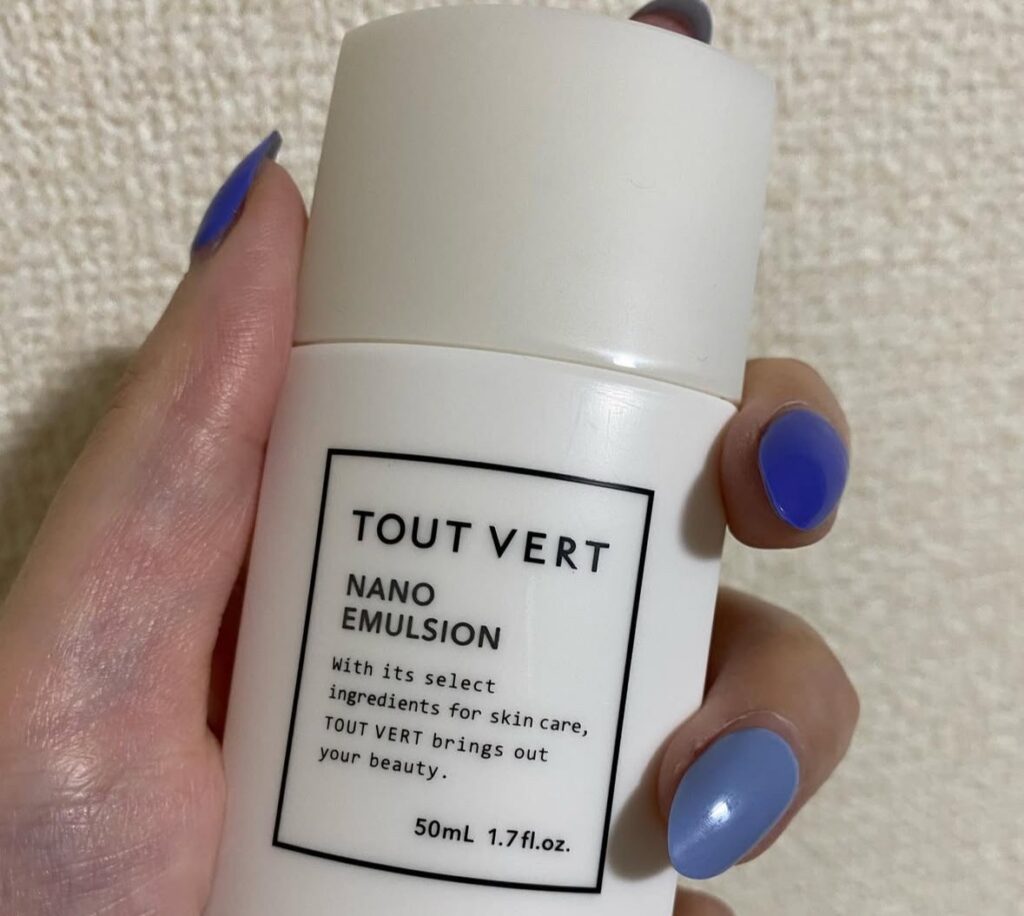 TOUT VERT
NANO
EMULSION
With its select
ingredients for skin care,
TOUT VERT brings out
your beauty.
50mL 1.7fl.oz.